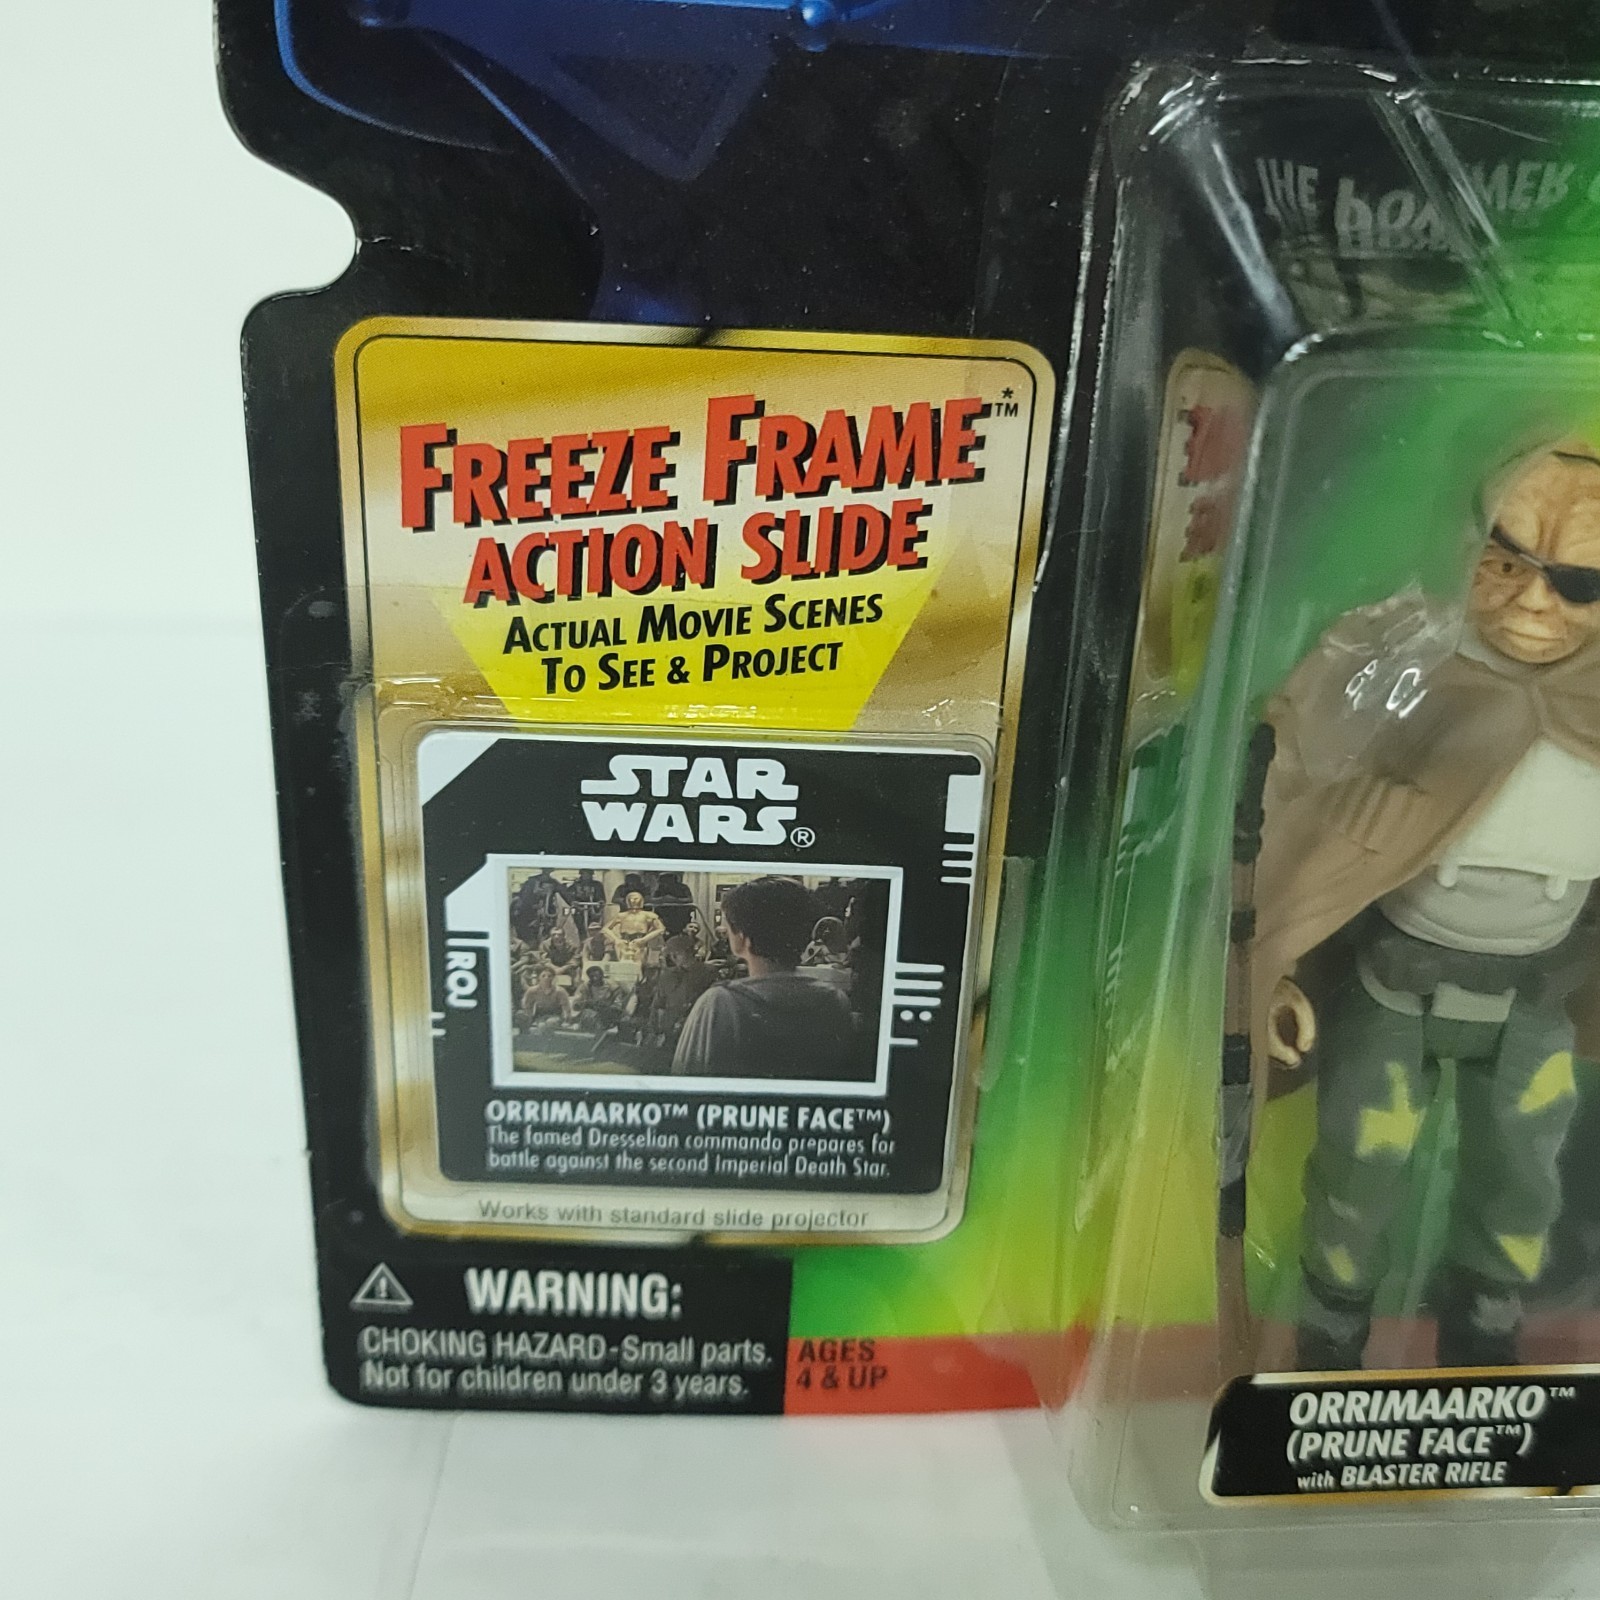 FREEZE FRAME™*
ACTION SLIDE
ACTUAL MOVIE SCENES
TO SEE & PROJECT
STAR
WARS®
ORRIMAARKO™ (PRUNE FACE™)
The famed Dresselian commando prepares for
battle against the second Imperial Death Star.
Works with standard slide projector
WARNING:
CHOKING HAZARD-Small parts.
Not for children under 3 years.
AGES
4 & UP
THE
ORRIMAARKO™
(PRUNE FACE™)
with BLASTER RIFLE